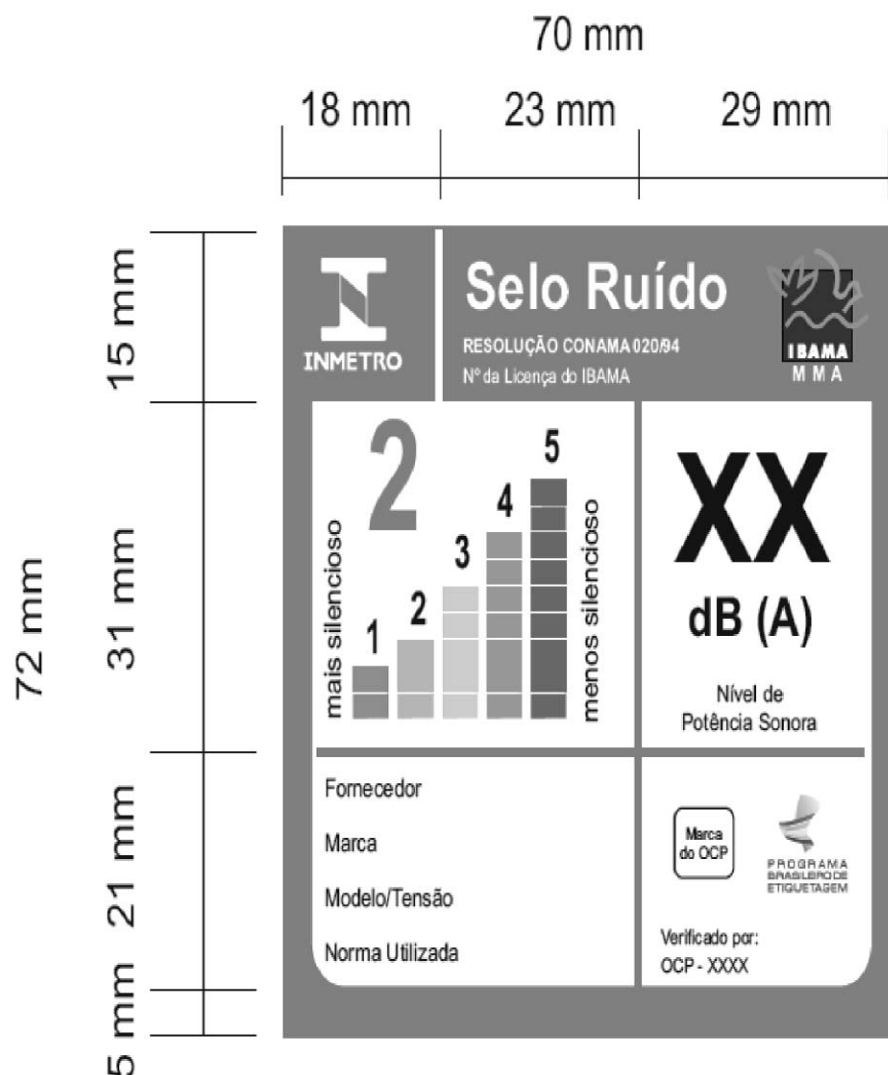 70 mm
18 mm 23 mm 29 mm
72 mm
15 mm
31 mm
21 mm
5 mm
INMETRO
Selo Ruído
RESOLUÇÃO CONAMA 020/94
Nº da Licença do IBAMA
IBAMA
MMA
2
mais silencioso
1 2 3 4 5
menos silencioso
XX
dB (A)
Nível de
Potência Sonora
Fornecedor
Marca
Modelo/Tensão
Norma Utilizada
Marca
do OCP
PROGRAMA
BRASILEIRO DE
ETIQUETAGEM
Verificado por:
OCP - XXXX